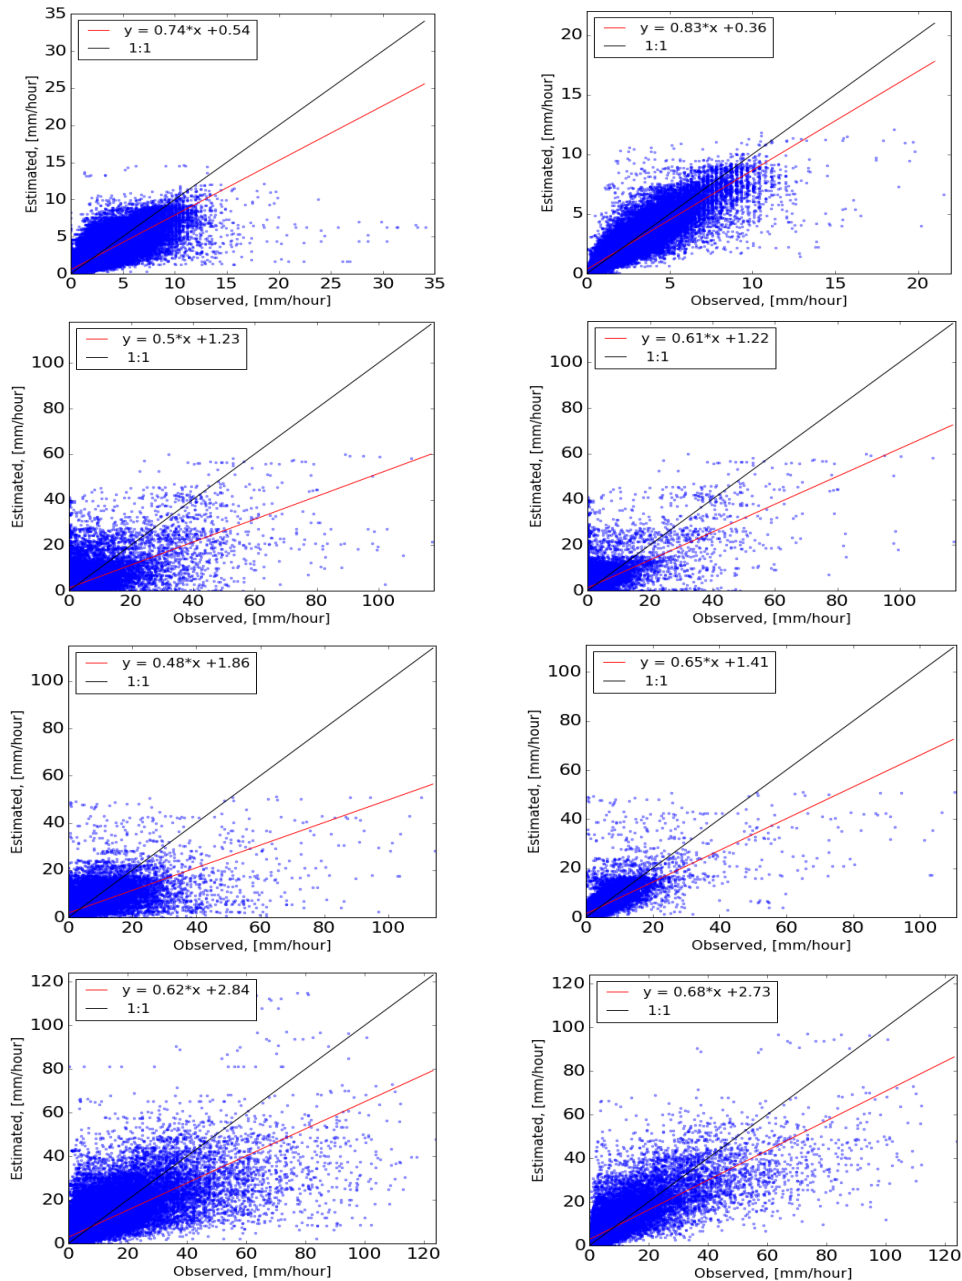 y = 0.74*x +0.54
1:1
35
30
25
20
15
10
5
0
Estimated, [mm/hour]
0 5 10 15 20 25 30 35
Observed, [mm/hour]
y = 0.83*x +0.36
1:1
20
15
10
5
0
Estimated, [mm/hour]
0 5 10 15 20
Observed, [mm/hour]
y = 0.5*x +1.23
1:1
100
80
60
40
20
0
Estimated, [mm/hour]
0 20 40 60 80 100
Observed, [mm/hour]
y = 0.61*x +1.22
1:1
100
80
60
40
20
0
Estimated, [mm/hour]
0 20 40 60 80 100
Observed, [mm/hour]
y = 0.48*x +1.86
1:1
100
80
60
40
20
0
Estimated, [mm/hour]
0 20 40 60 80 100
Observed, [mm/hour]
y = 0.65*x +1.41
1:1
100
80
60
40
20
0
Estimated, [mm/hour]
0 20 40 60 80 100
Observed, [mm/hour]
y = 0.62*x +2.84
1:1
120
100
80
60
40
20
0
Estimated, [mm/hour]
0 20 40 60 80 100 120
Observed, [mm/hour]
y = 0.68*x +2.73
1:1
120
100
80
60
40
20
0
Estimated, [mm/hour]
0 20 40 60 80 100 120
Observed, [mm/hour]